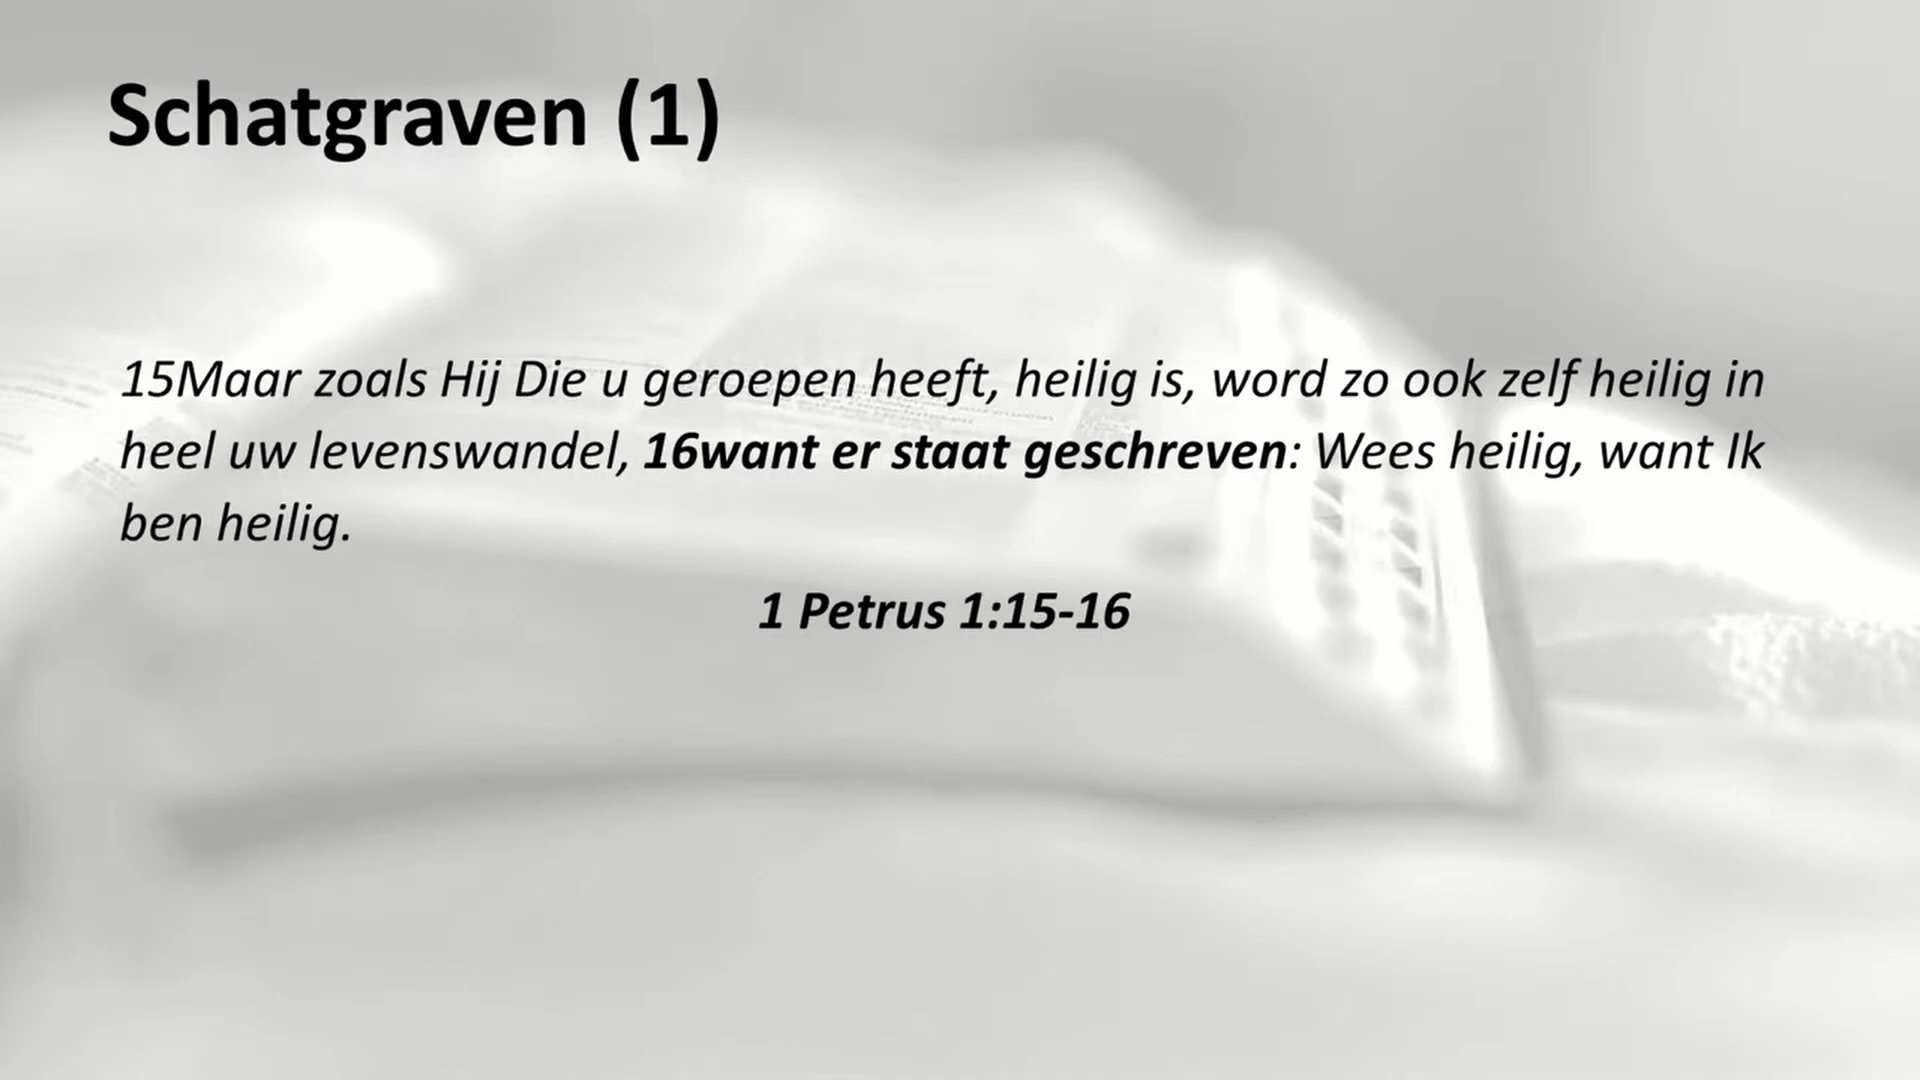 Schatgraven (1)
15Maar zoals Hij Die u geroepen heeft, heilig is, word zo ook zelf heilig in
heel uw levenswandel, 16want er staat geschreven: Wees heilig, want Ik
ben heilig.
1 Petrus 1:15-16